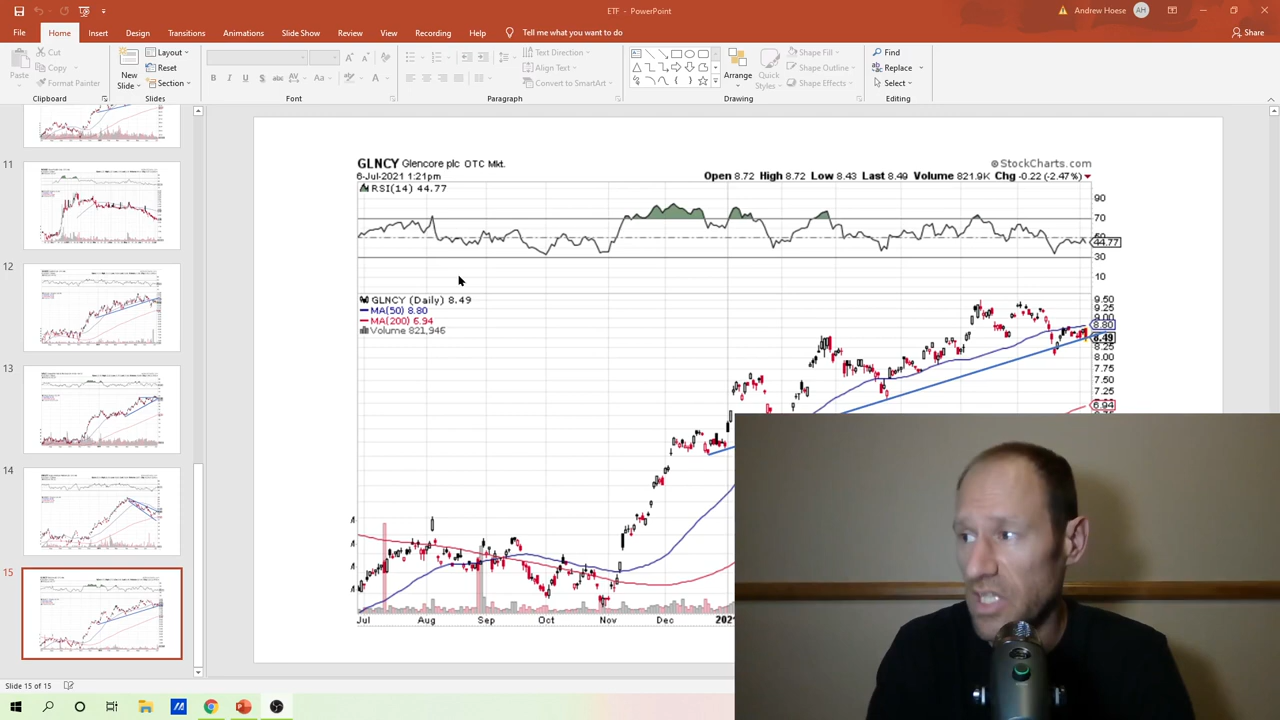 ETF - PowerPoint
Andrew Hoese
AH
File Home Insert Design Slide Show Transitions Animations Review View Recording Help Tell me what you want to do
Share
Paste
Cut
Copy
Format Painter
Clipboard
New
Slide
Layout
Reset
Section
Slides
B I U S abc AV Aa A
Font
Text Direction
Align Text
Convert to SmartArt
Paragraph
Arrange
Quick
Styles
Shape Fill
Shape Outline
Shape Effects
Drawing
Find
Replace
Select
Editing
11
12
13
14
15
GLNCY Glencore plc OTC Mkt.
© StockCharts.com
6-Jul-2021 1:21pm
Open 8.72 High 8.72 Low 8.43 Last 8.49 Volume 821.9K Chg -0.22 (-2.47%)
RSI(14) 44.77
90
70
50
44.77
30
10
GLNCY (Daily) 8.49
MA(50) 8.80
MA(200) 6.94
Volume 821,946
9.50
9.25
9.00
8.80
8.49
8.25
8.00
7.75
7.50
7.25
6.94
Jul Aug Sep Oct Nov Dec 2021
Slide 15 of 15